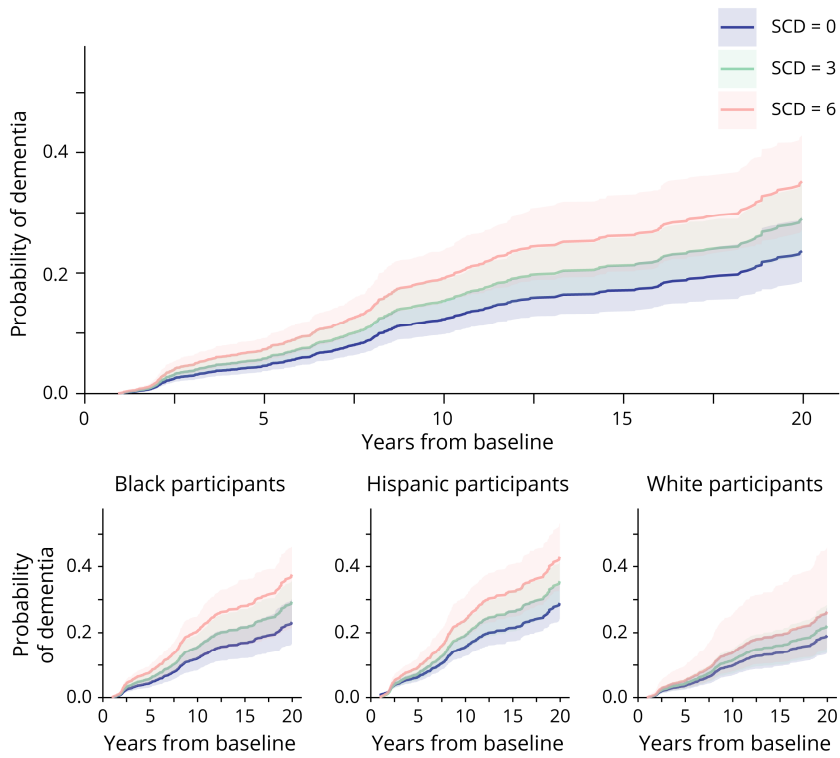 SCD = 0
SCD = 3
SCD = 6
Probability of dementia
0.4
0.2
0.0
0 5 10 15 20
Years from baseline
Black participants Hispanic participants White participants
Probability
of dementia
0.4 0.4 0.4
0.2 0.2 0.2
0.0 0.0 0.0
0 5 10 15 20 0 5 10 15 20 0 5 10 15 20
Years from baseline Years from baseline Years from baseline